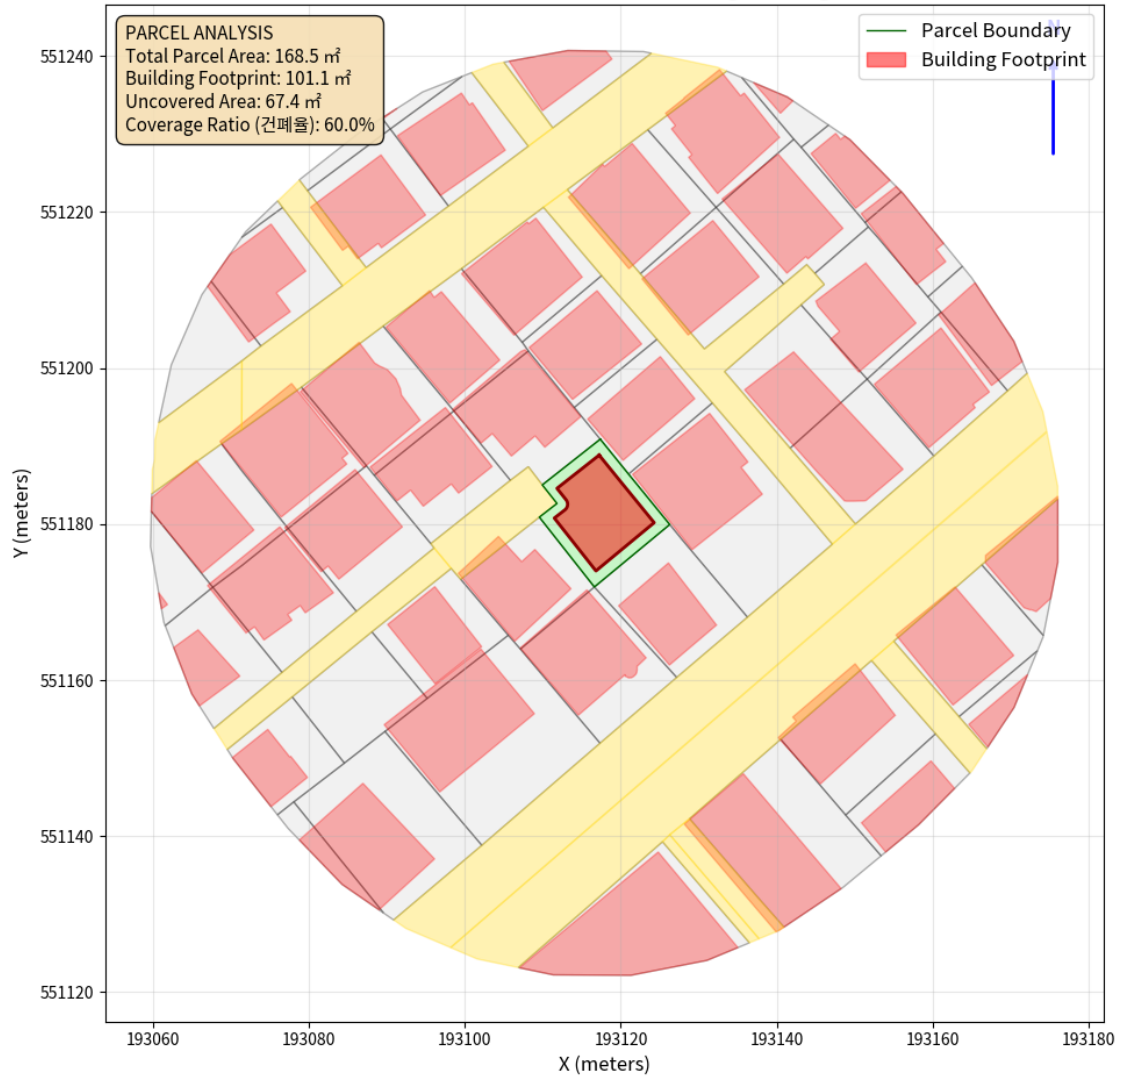 PARCEL ANALYSIS
Total Parcel Area: 168.5 ㎡
Building Footprint: 101.1 ㎡
Uncovered Area: 67.4 ㎡
Coverage Ratio (건폐율): 60.0%
Parcel Boundary
Building Footprint
N
551240
551220
551200
551180
551160
551140
551120
Y (meters)
193060
193080
193100
193120
193140
193160
193180
X (meters)